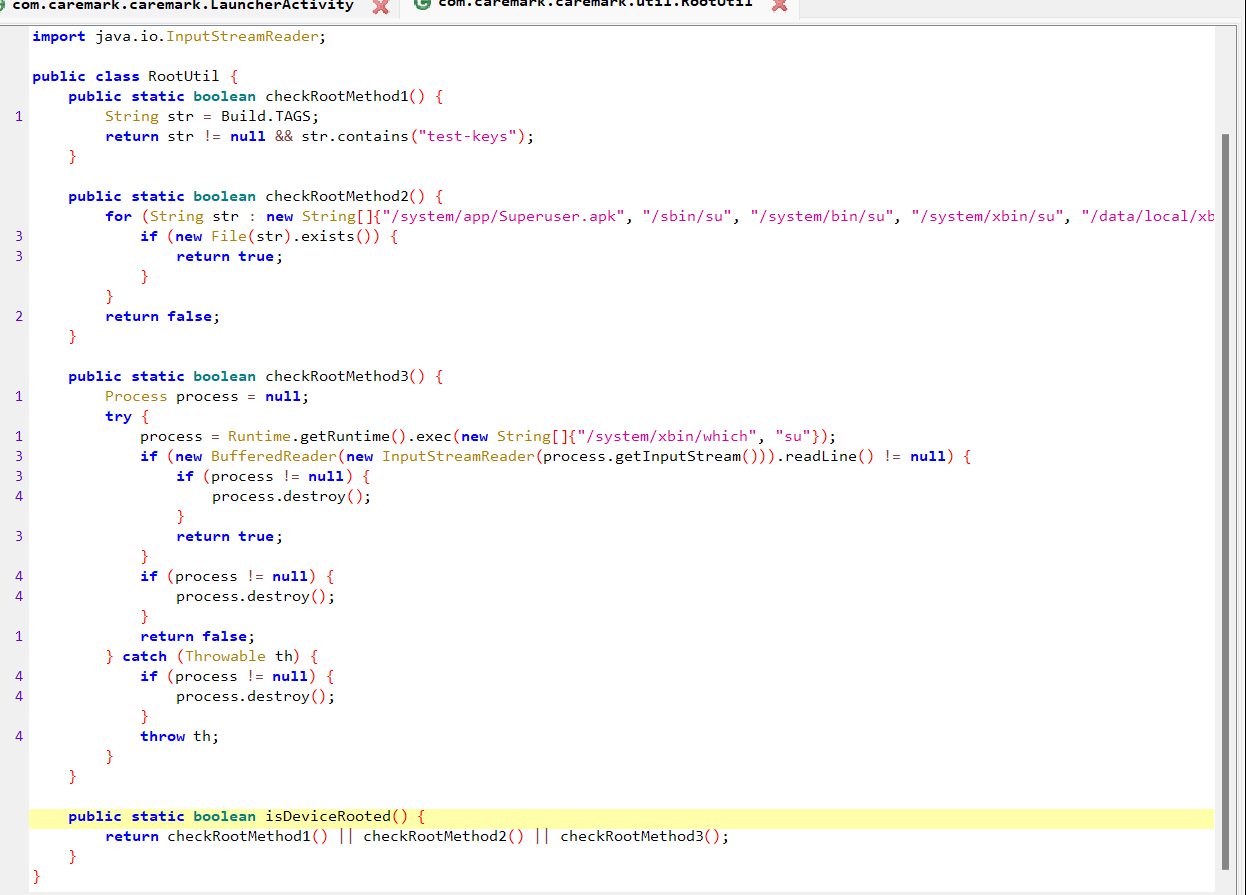 com.caremark.caremark.LauncherActivity com.caremark.caremark.util.RootUtil
import java.io.InputStreamReader;
public class RootUtil {
public static boolean checkRootMethod1() {
1 String str = Build.TAGS;
return str != null && str.contains("test-keys");
}
public static boolean checkRootMethod2() {
for (String str : new String[]{"/system/app/Superuser.apk", "/sbin/su", "/system/bin/su", "/system/xbin/su", "/data/local/xb
3 if (new File(str).exists()) {
3 return true;
}
}
2 return false;
}
public static boolean checkRootMethod3() {
1 Process process = null;
try {
1 process = Runtime.getRuntime().exec(new String[]{"/system/xbin/which", "su"});
3 if (new BufferedReader(new InputStreamReader(process.getInputStream())).readLine() != null) {
3 if (process != null) {
4 process.destroy();
}
3 return true;
}
4 if (process != null) {
4 process.destroy();
}
1 return false;
} catch (Throwable th) {
4 if (process != null) {
4 process.destroy();
}
4 throw th;
}
}
public static boolean isDeviceRooted() {
return checkRootMethod1() || checkRootMethod2() || checkRootMethod3();
}
}